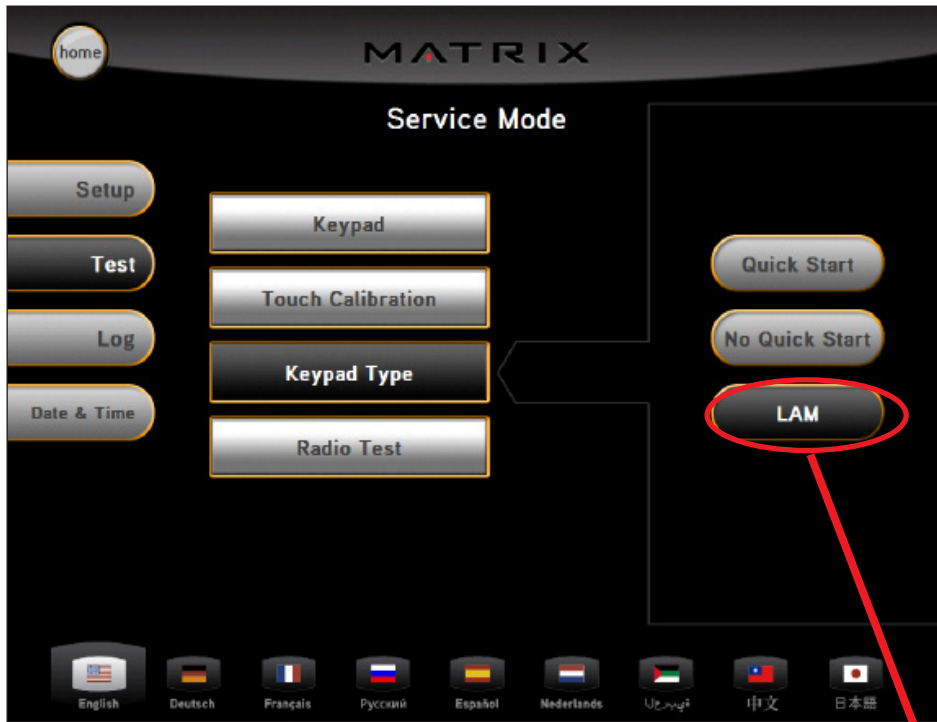 home
MATRIX
Service Mode
Setup
Test
Log
Date & Time
Keypad
Touch Calibration
Keypad Type
Radio Test
Quick Start
No Quick Start
LAM
English
Deutsch
Français
Русский
Español
Nederlands
中文
日本語